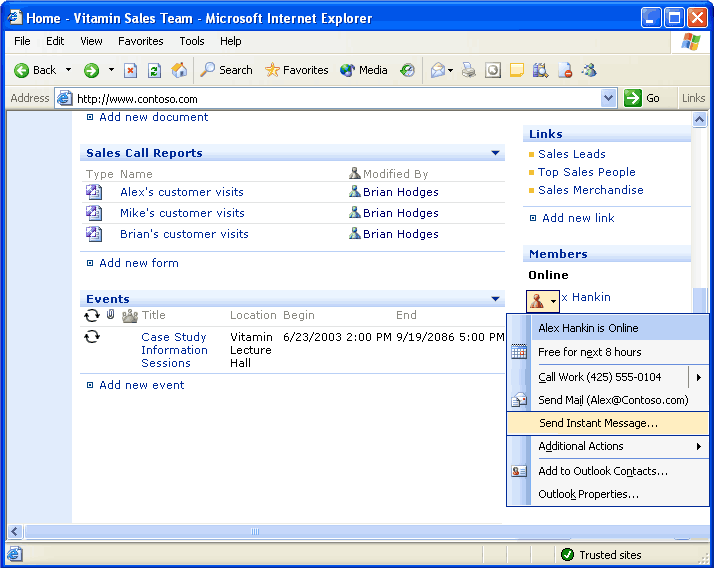 Home - Vitamin Sales Team - Microsoft Internet Explorer
File Edit View Favorites Tools Help
Back Search Favorites Media
Address http://www.contoso.com Go Links
Add new document
Sales Call Reports
Type Name Modified By
Alex's customer visits Brian Hodges
Mike's customer visits Brian Hodges
Brian's customer visits Brian Hodges
Add new form
Events
Title Location Begin End
Case Study Vitamin 6/23/2003 2:00 PM 9/19/2086 5:00 PM
Information Lecture
Sessions Hall
Add new event
Links
Sales Leads
Top Sales People
Sales Merchandise
Add new link
Members
Online
x Hankin
Alex Hankin is Online
Free for next 8 hours
Call Work (425) 555-0104
Send Mail (Alex@Contoso.com)
Send Instant Message...
Additional Actions
Add to Outlook Contacts...
Outlook Properties...
Trusted sites